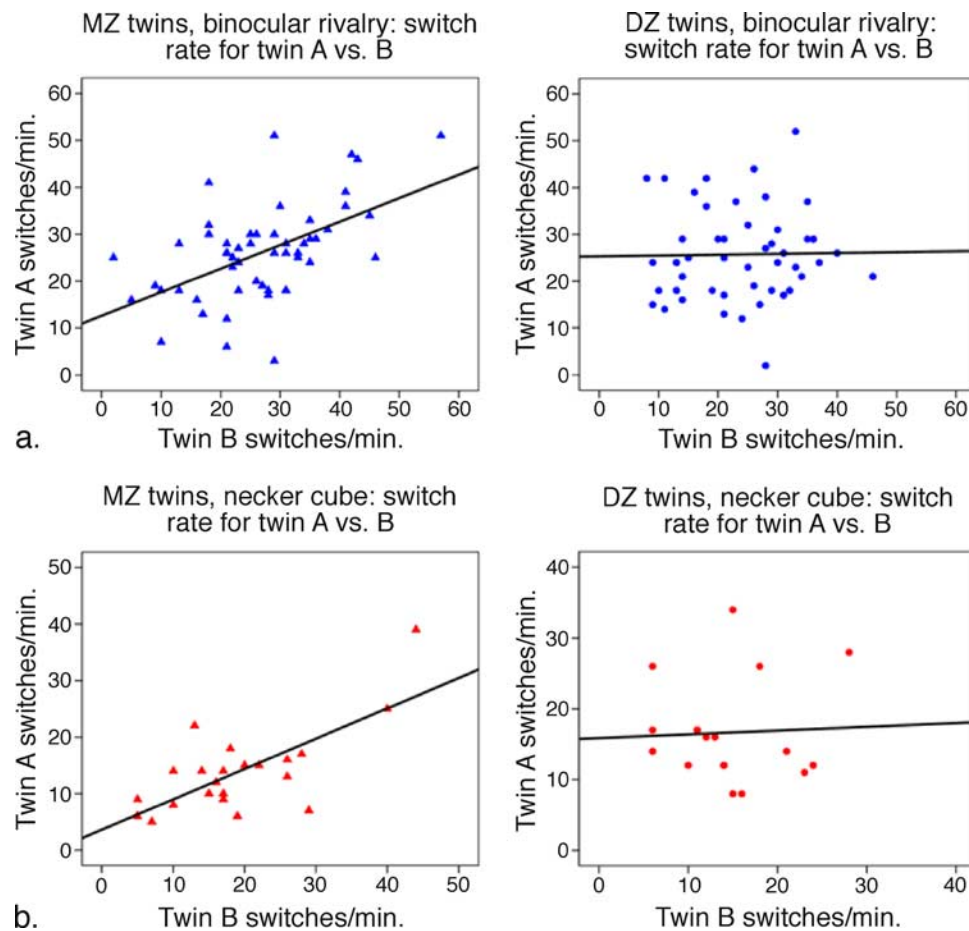 MZ twins, binocular rivalry: switch
rate for twin A vs. B
60
50
40
30
20
10
0
Twin A switches/min.
0 10 20 30 40 50 60
Twin B switches/min.
DZ twins, binocular rivalry:
switch rate for twin A vs. B
60
50
40
30
20
10
0
Twin A switches/min.
0 10 20 30 40 50 60
Twin B switches/min.
a.
MZ twins, necker cube: switch
rate for twin A vs. B
50
40
30
20
10
0
Twin A switches/min.
0 10 20 30 40 50
Twin B switches/min.
DZ twins, necker cube: switch
rate for twin A vs. B
40
30
20
10
0
Twin A switches/min.
0 10 20 30 40
Twin B switches/min.
b.